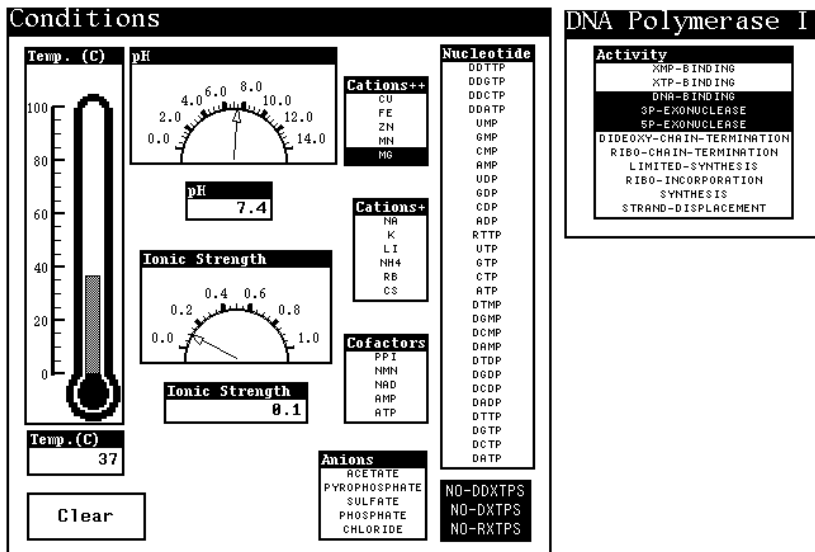 Conditions
Temp. (C)
100
80
60
40
20
0
Temp.(C)
37
Clear
pH
0.0
2.0
4.0
6.0
8.0
10.0
12.0
14.0
pH
7.4
Ionic Strength
0.0
0.2
0.4
0.6
0.8
1.0
Ionic Strength
0.1
Cations++
CU
FE
ZN
MN
MG
Cations+
NA
K
LI
NH4
RB
CS
Cofactors
PPI
NMN
NAD
AMP
ATP
Anions
ACETATE
PYROPHOSPHATE
SULFATE
PHOSPHATE
CHLORIDE
Nucleotide
DDTTP
DDGTP
DDCTP
DDATP
UMP
GMP
CMP
AMP
UDP
GDP
CDP
ADP
RTTP
UTP
GTP
CTP
ATP
DTMP
DGMP
DCMP
DAMP
DTDP
DGDP
DCDP
DADP
DTTP
DGTP
DCTP
DATP
NO-DDXTPS
NO-DXTPS
NO-RXTPS
DNA Polymerase I
Activity
XMP-BINDING
XTP-BINDING
DNA-BINDING
3P-EXONUCLEASE
5P-EXONUCLEASE
DIDEOXY-CHAIN-TERMINATION
RIBO-CHAIN-TERMINATION
LIMITED-SYNTHESIS
RIBO-INCORPORATION
SYNTHESIS
STRAND-DISPLACEMENT